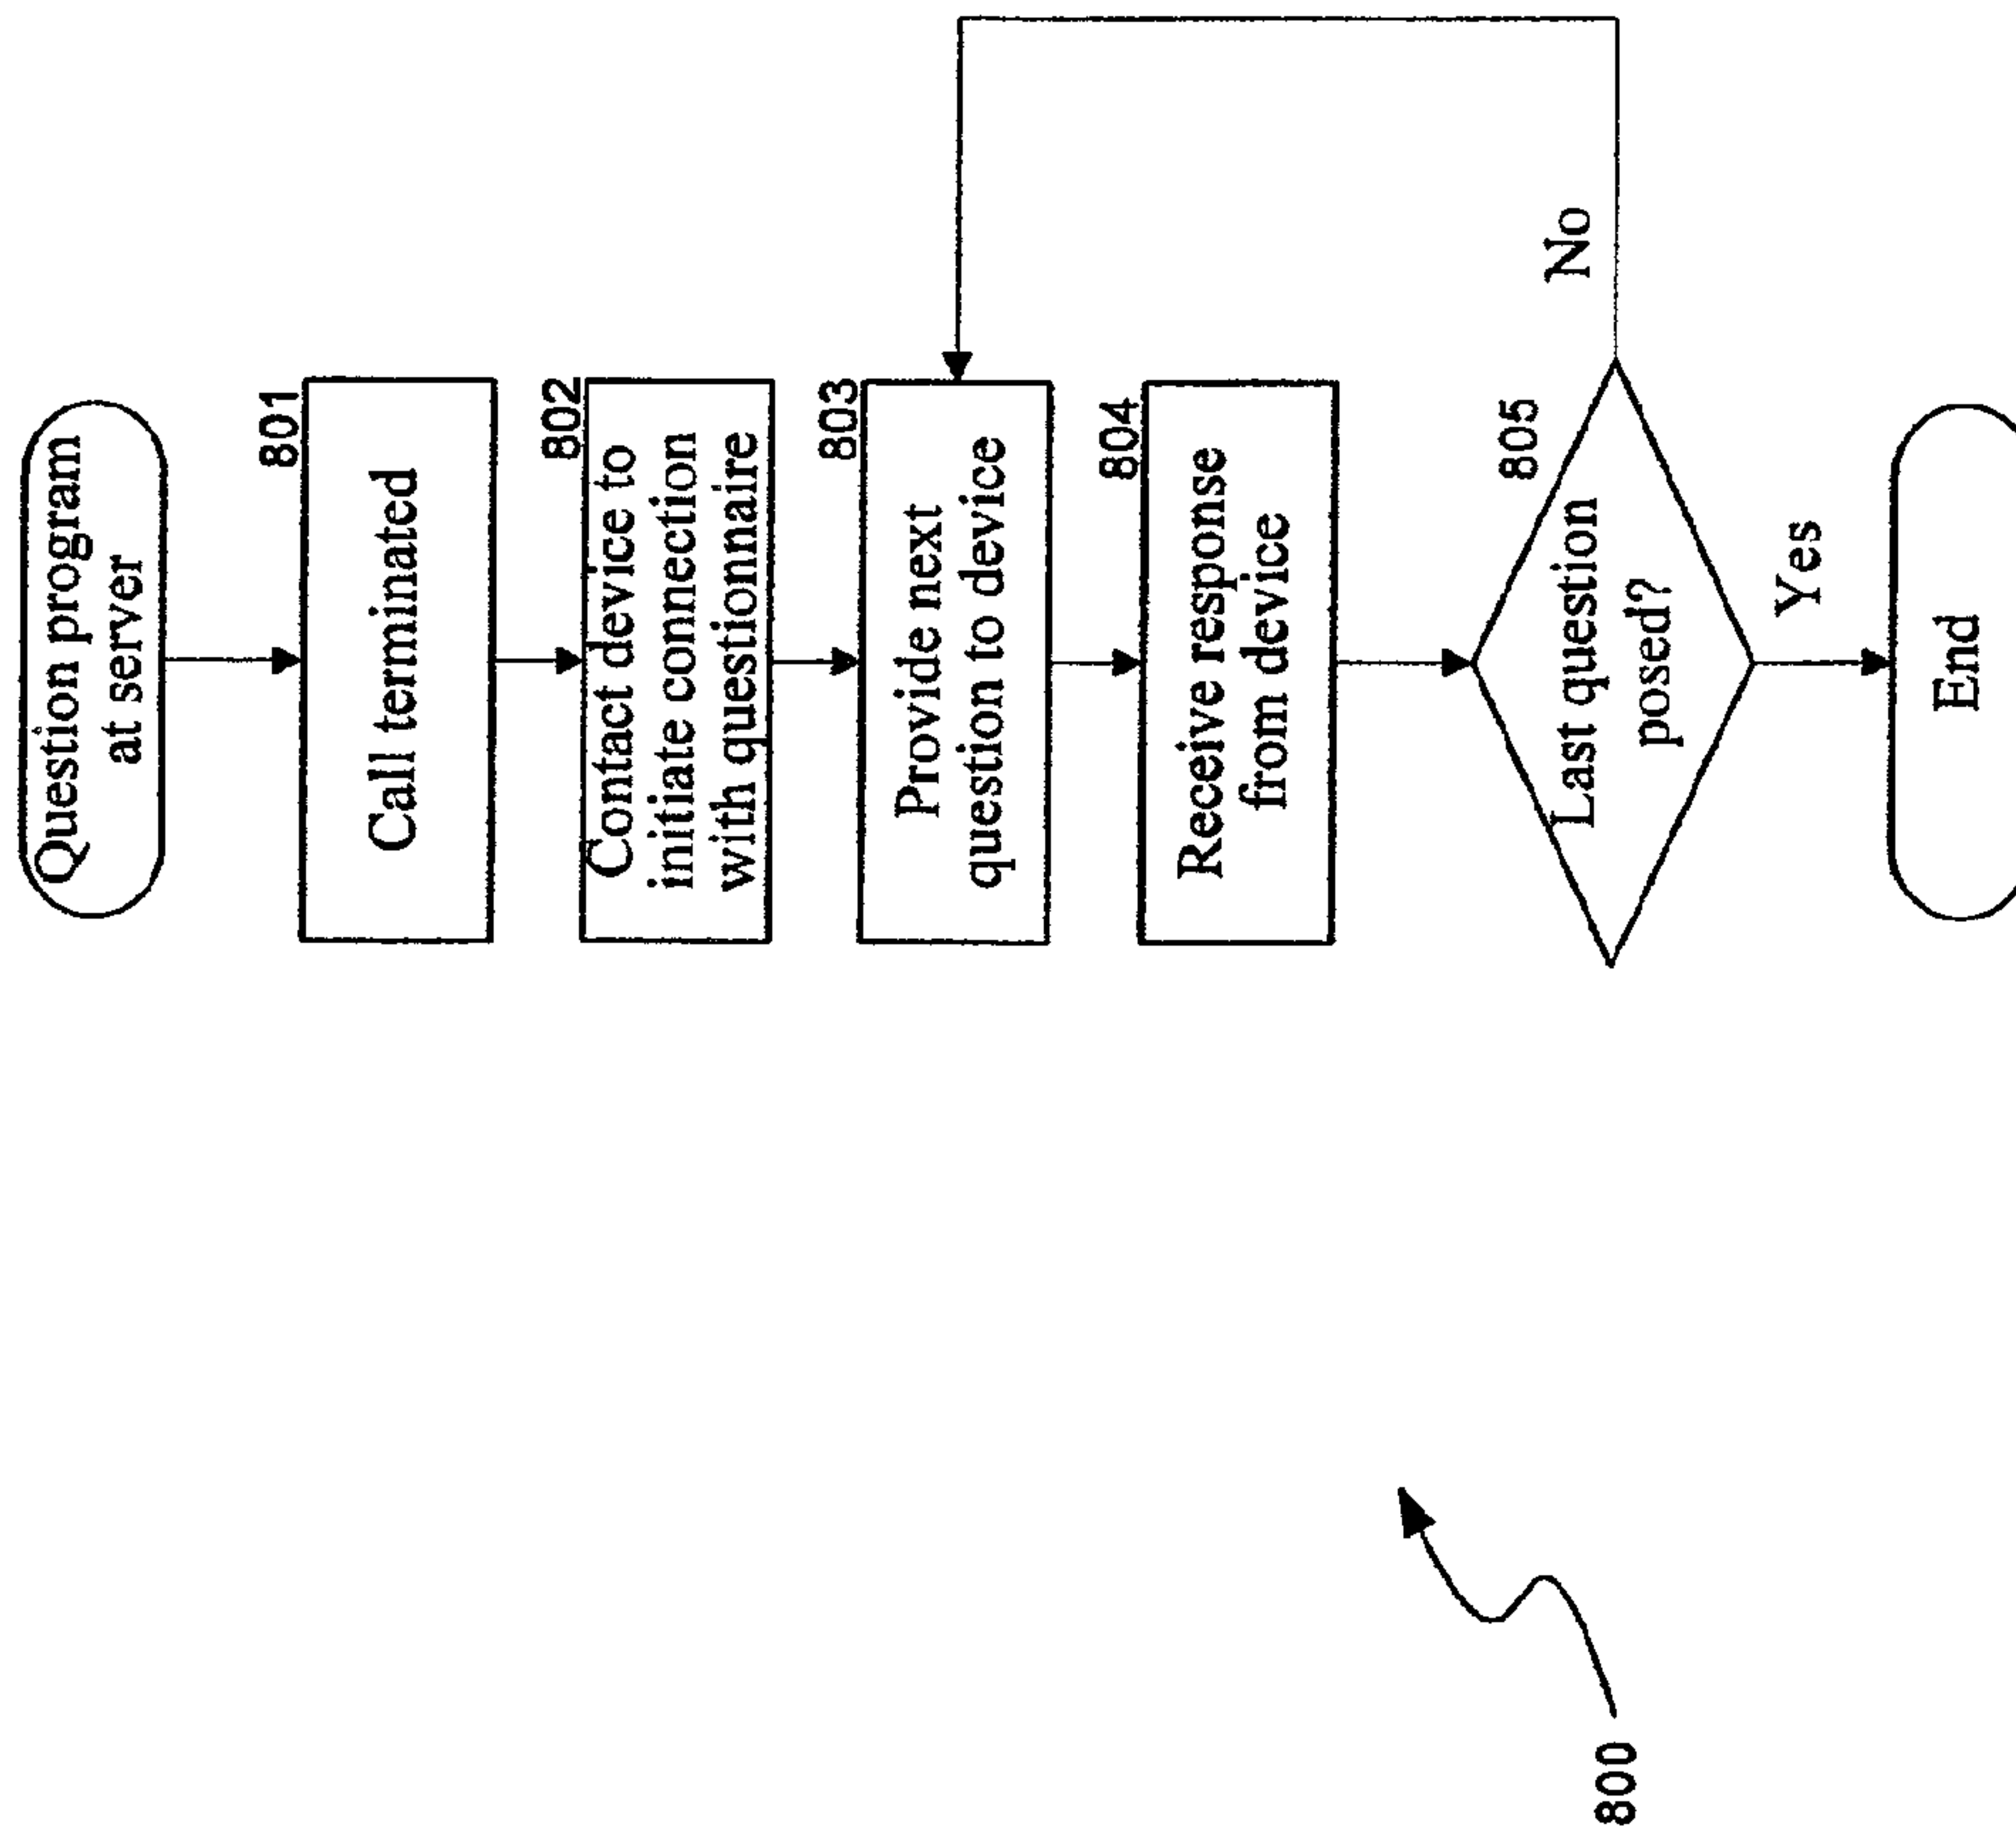 Question program
at server
801
Call terminated
802
Contact device to
initiate connection
with questionnaire
803
Provide next
question to device
804
Receive response
from device
805
Last question
posed?
No
Yes
End
800